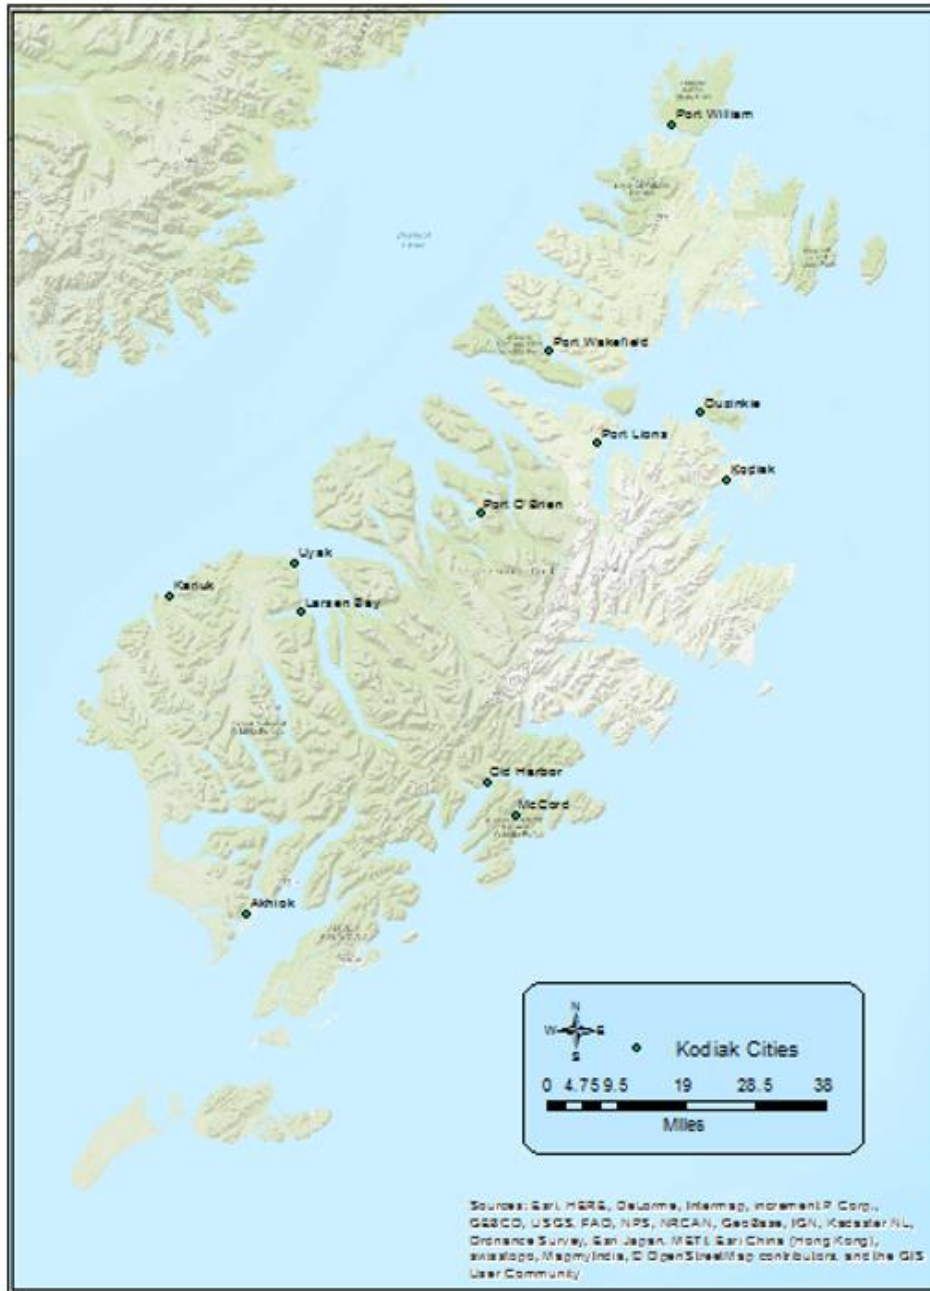 Port William
Port Wakefield
Ousinkie
Port Lions
Kodiak
Port O'Brien
Uyak
Karluk
Larsen Bay
Old Harbor
McCord
Akhiok
N
W E
S
Kodiak Cities
0 4.75 9.5 19 28.5 38
Miles
Sources: Esri, HERE, DeLorme, Intermap, increment P Corp.,
GEBCO, USGS, FAO, NPS, NRCAN, GeoBase, IGN, Kadaster NL,
Ordnance Survey, Esri Japan, METI, Esri China (Hong Kong),
swisstopo, MapmyIndia, © OpenStreetMap contributors, and the GIS
User Community